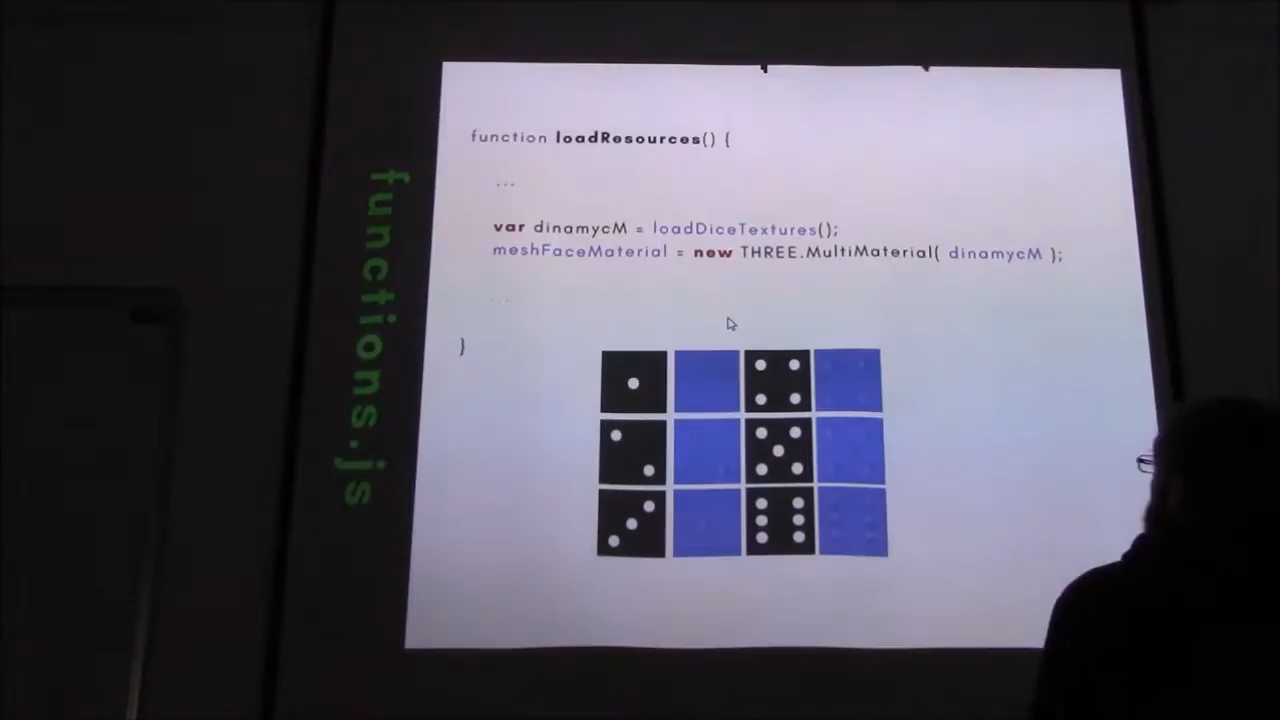 functions.js
function loadResources() {
...
var dinamycM = loadDiceTextures();
meshFaceMaterial = new THREE.MultiMaterial( dinamycM );
...
}